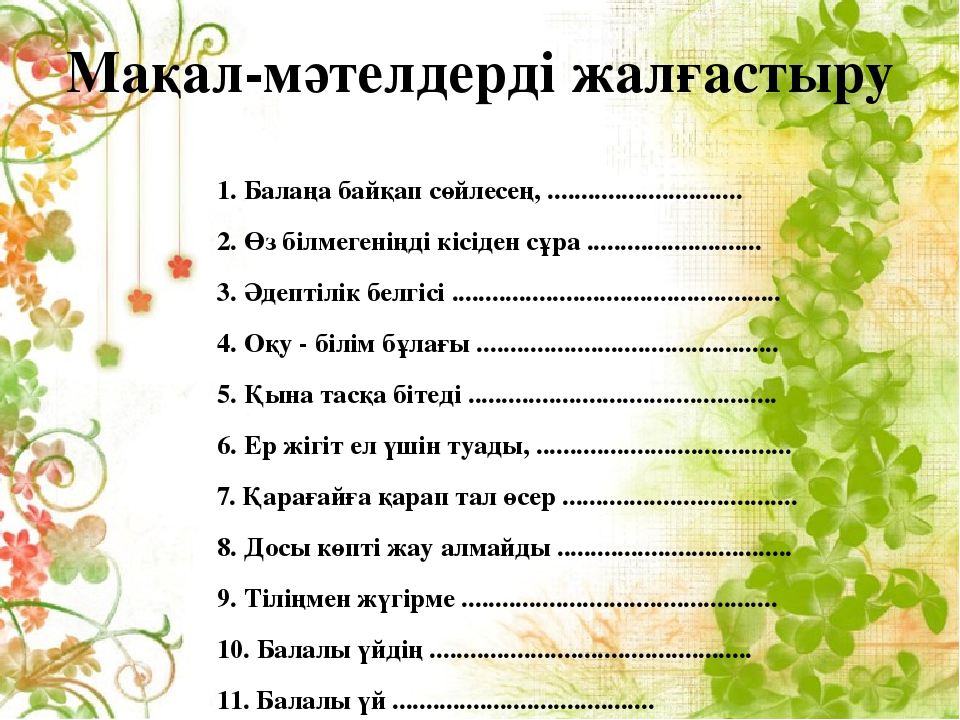 Мақал-мәтелдерді жалғастыру
1. Балаңа байқап сөйлесең, .............................
2. Өз білмегеніңді кісіден сұра ..........................
3. Әдептілік белгісі .................................................
4. Оқу - білім бұлағы .............................................
5. Қына тасқа бітеді ..............................................
6. Ер жігіт ел үшін туады, ......................................
7. Қарағайға қарап тал өсер ...................................
8. Досы көпті жау алмайды ...................................
9. Тіліңмен жүгірме ...............................................
10. Балалы үйдің ................................................
11. Балалы үй .......................................